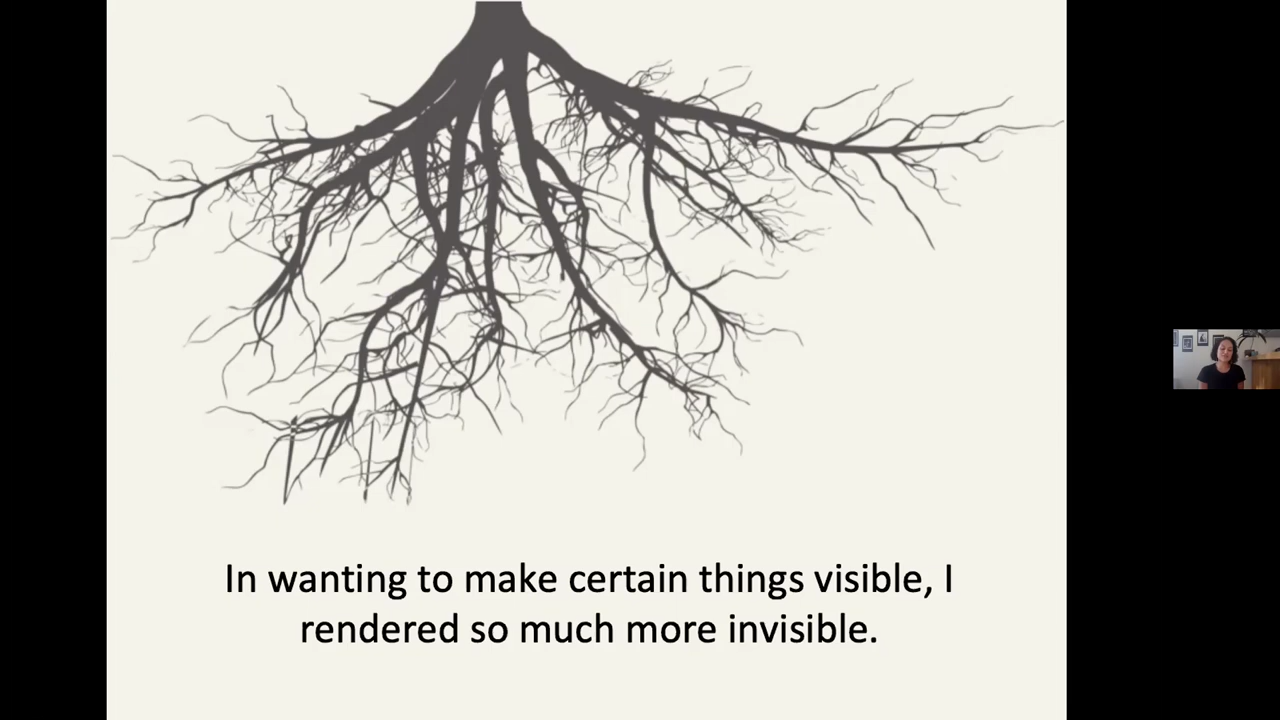 In wanting to make certain things visible, I
rendered so much more invisible.